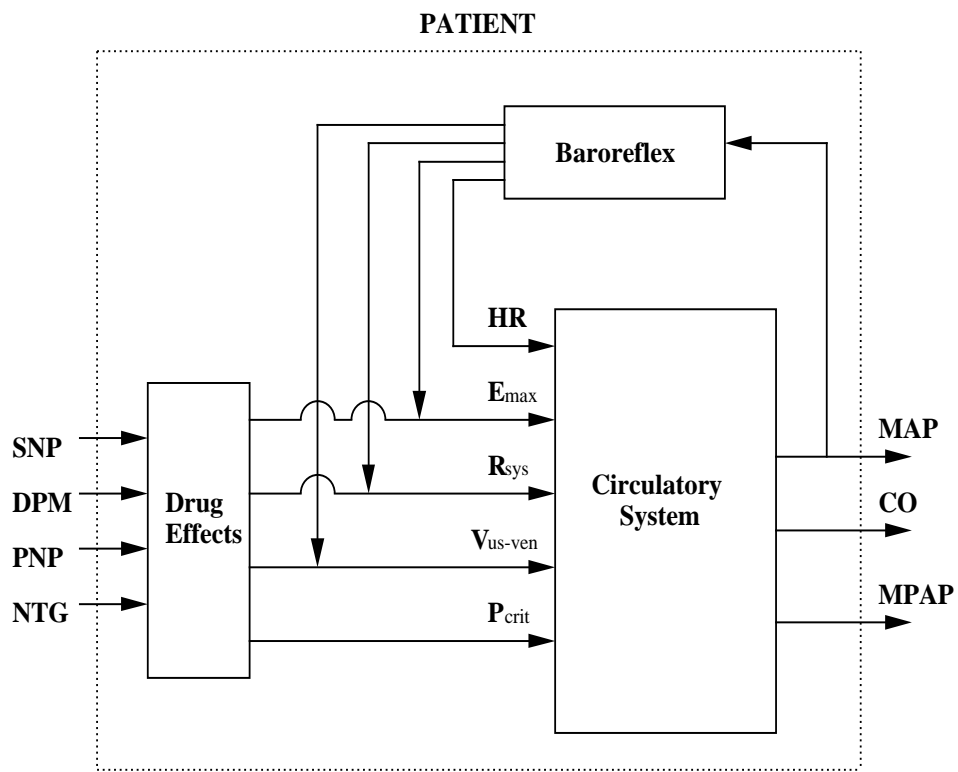 PATIENT
Baroreflex
HR
Emax
Rsys
Vus-ven
Pcrit
SNP
DPM
PNP
NTG
Drug
Effects
Circulatory
System
MAP
CO
MPAP